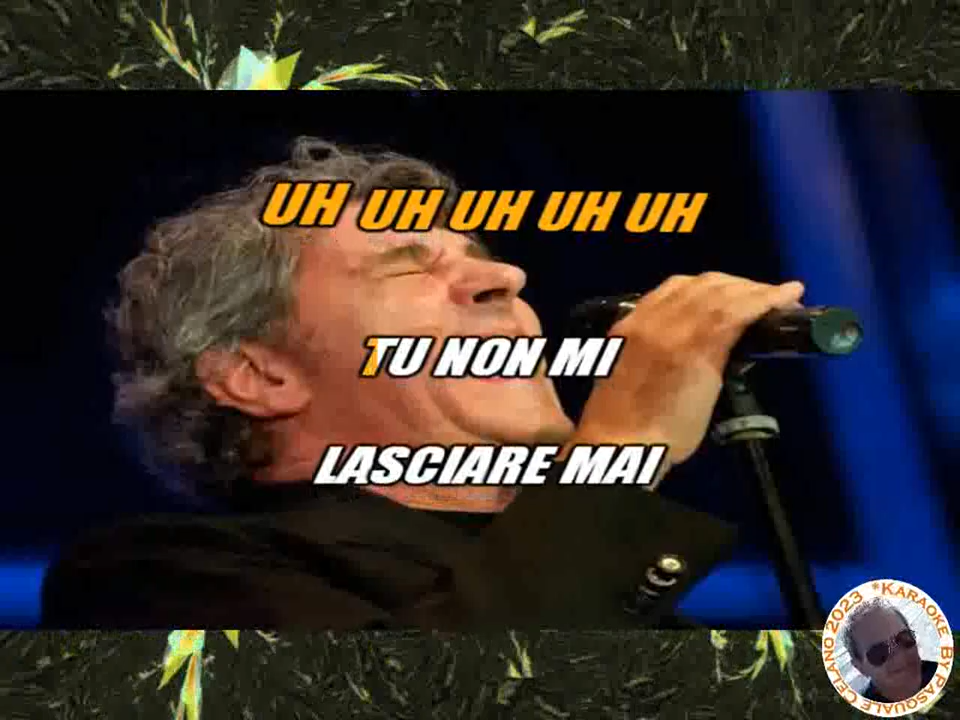 UH UH UH UH UH
TU NON MI
LASCIARE MAI
*KARAOKE BY PASQUALE CELANO 2023